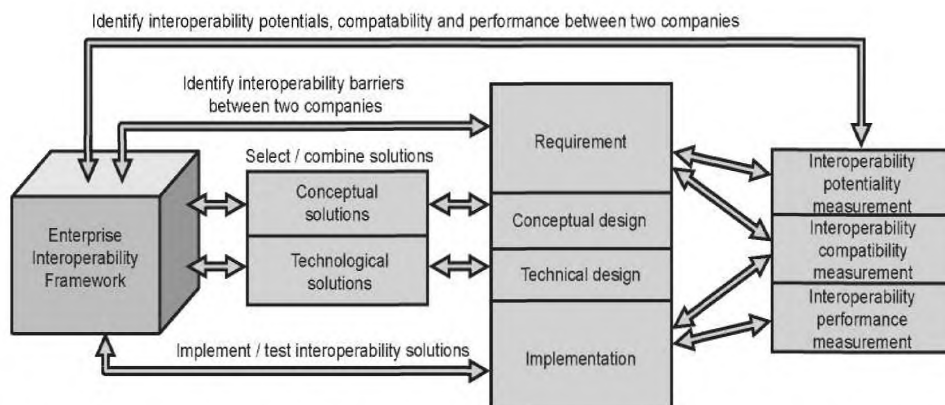 Identify interoperability potentials, compatability and performance between two companies
Identify interoperability barriers
between two companies
Select / combine solutions
Enterprise
Interoperability
Framework
Conceptual
solutions
Technological
solutions
Implement / test interoperability solutions
Requirement
Conceptual design
Technical design
Implementation
Interoperability
potentiality
measurement
Interoperability
compatibility
measurement
Interoperability
performance
measurement